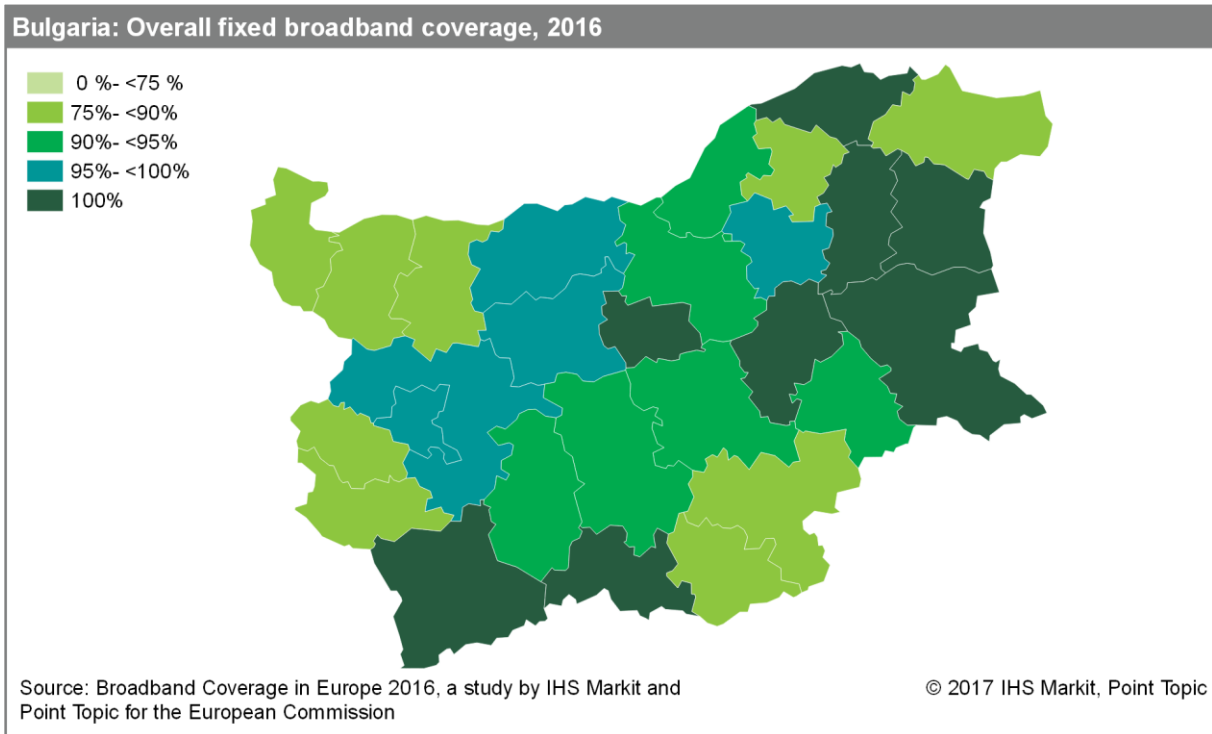 Bulgaria: Overall fixed broadband coverage, 2016
0 %- <75 %
75%- <90%
90%- <95%
95%- <100%
100%
Source: Broadband Coverage in Europe 2016, a study by IHS Markit and
Point Topic for the European Commission
© 2017 IHS Markit, Point Topic